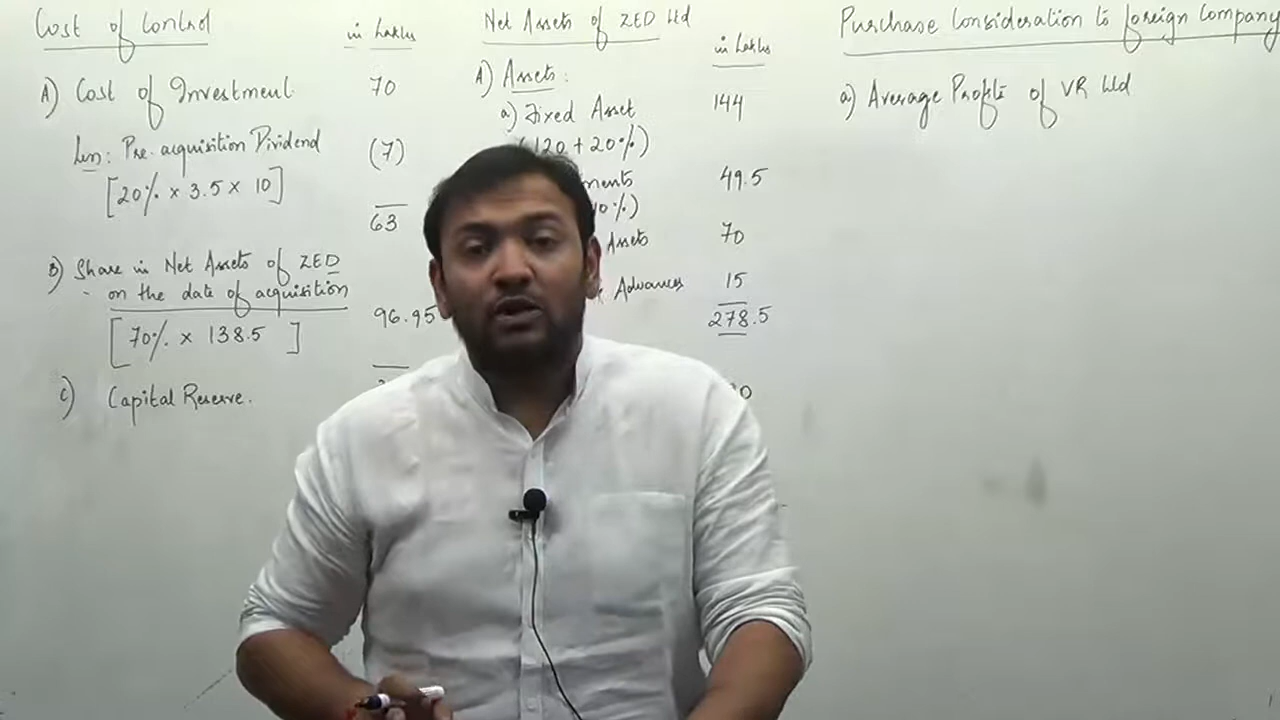 Cost of Control
in Lakhs
A) Cost of Investment 70
Less: Pre-acquisition Dividend (7)
[20% × 3.5 × 10]
63
B) Share in Net Assets of ZED
on the date of acquisition
96.95
[70% × 138.5 ]
C) Capital Reserve.
Net Assets of ZED Ltd
in Lakhs
A) Assets:
a) Fixed Asset 144
(120 + 20%)
49.5
Assets 70
Advances 15
278.5
Purchase Consideration to foreign Company
a) Average Profits of VR Ltd